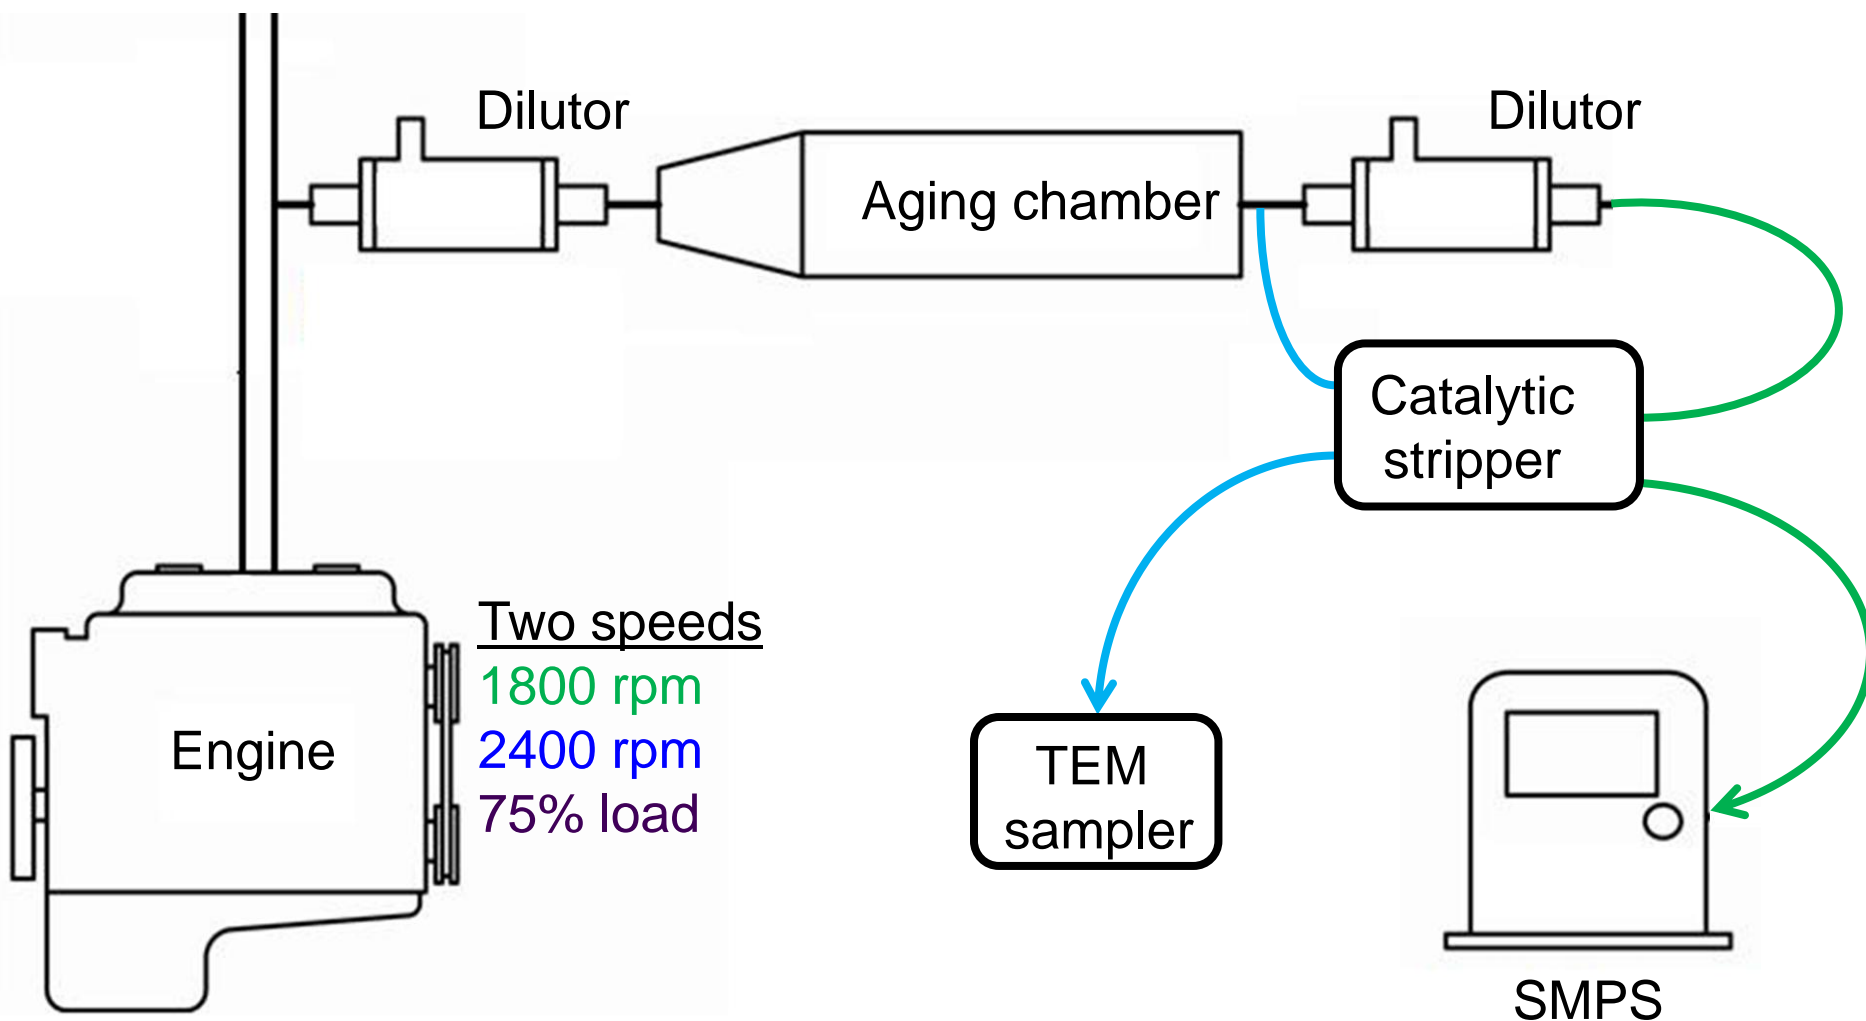 Dilutor
Dilutor
Aging chamber
Catalytic
stripper
Two speeds
1800 rpm
2400 rpm
75% load
Engine
TEM
sampler
SMPS